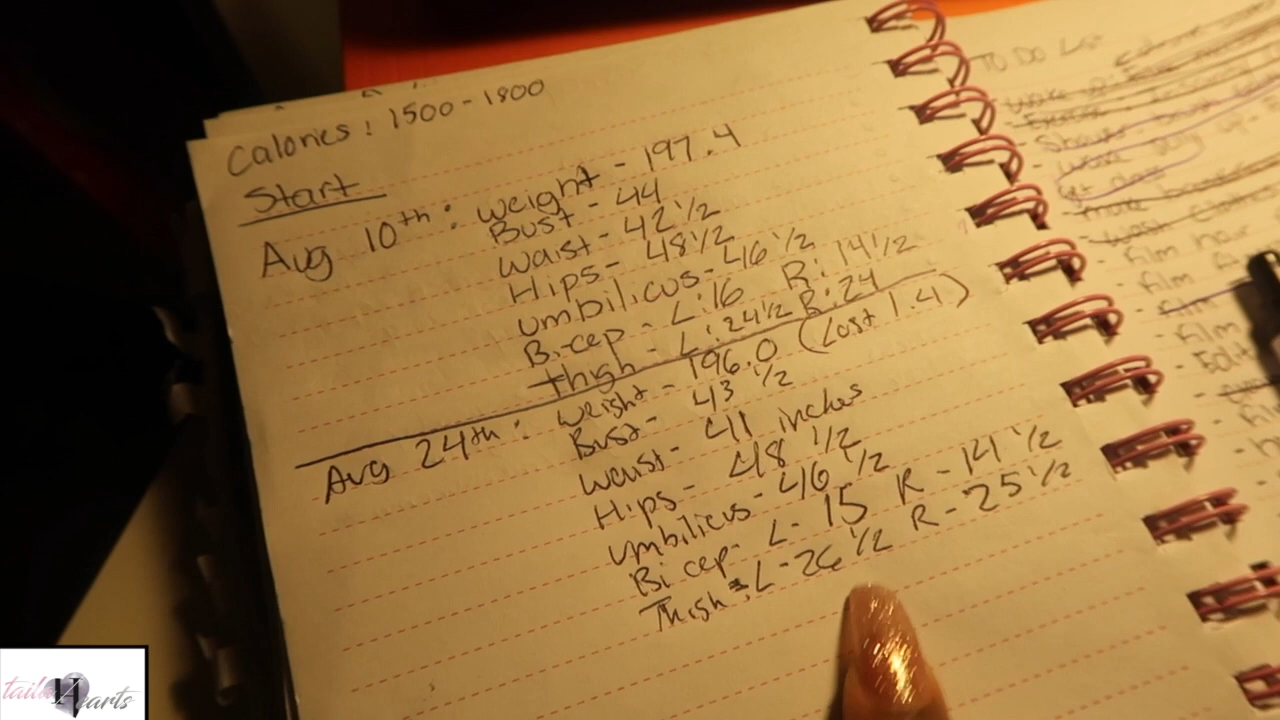 Calories: 1500-1800
Start
Aug 10th: weight - 197.4
Bust - 44
waist - 42 1/2
Hips - 48 1/2
umbilicus - 46 1/2
Bicep - L:16 R: 14 1/2
thigh - L: 24 1/2 R: 24
Aug 24th: weight - 196.0 (Lost 1.4)
Bust - 43 1/2
waist - 41 inches
Hips - 48 1/2
umbilicus - 46 1/2
Bicep - L - 15 R - 14 1/2
Thigh: L - 26 1/2 R - 25 1/2
TO DO List
- film hair
- film
- film
- Edit